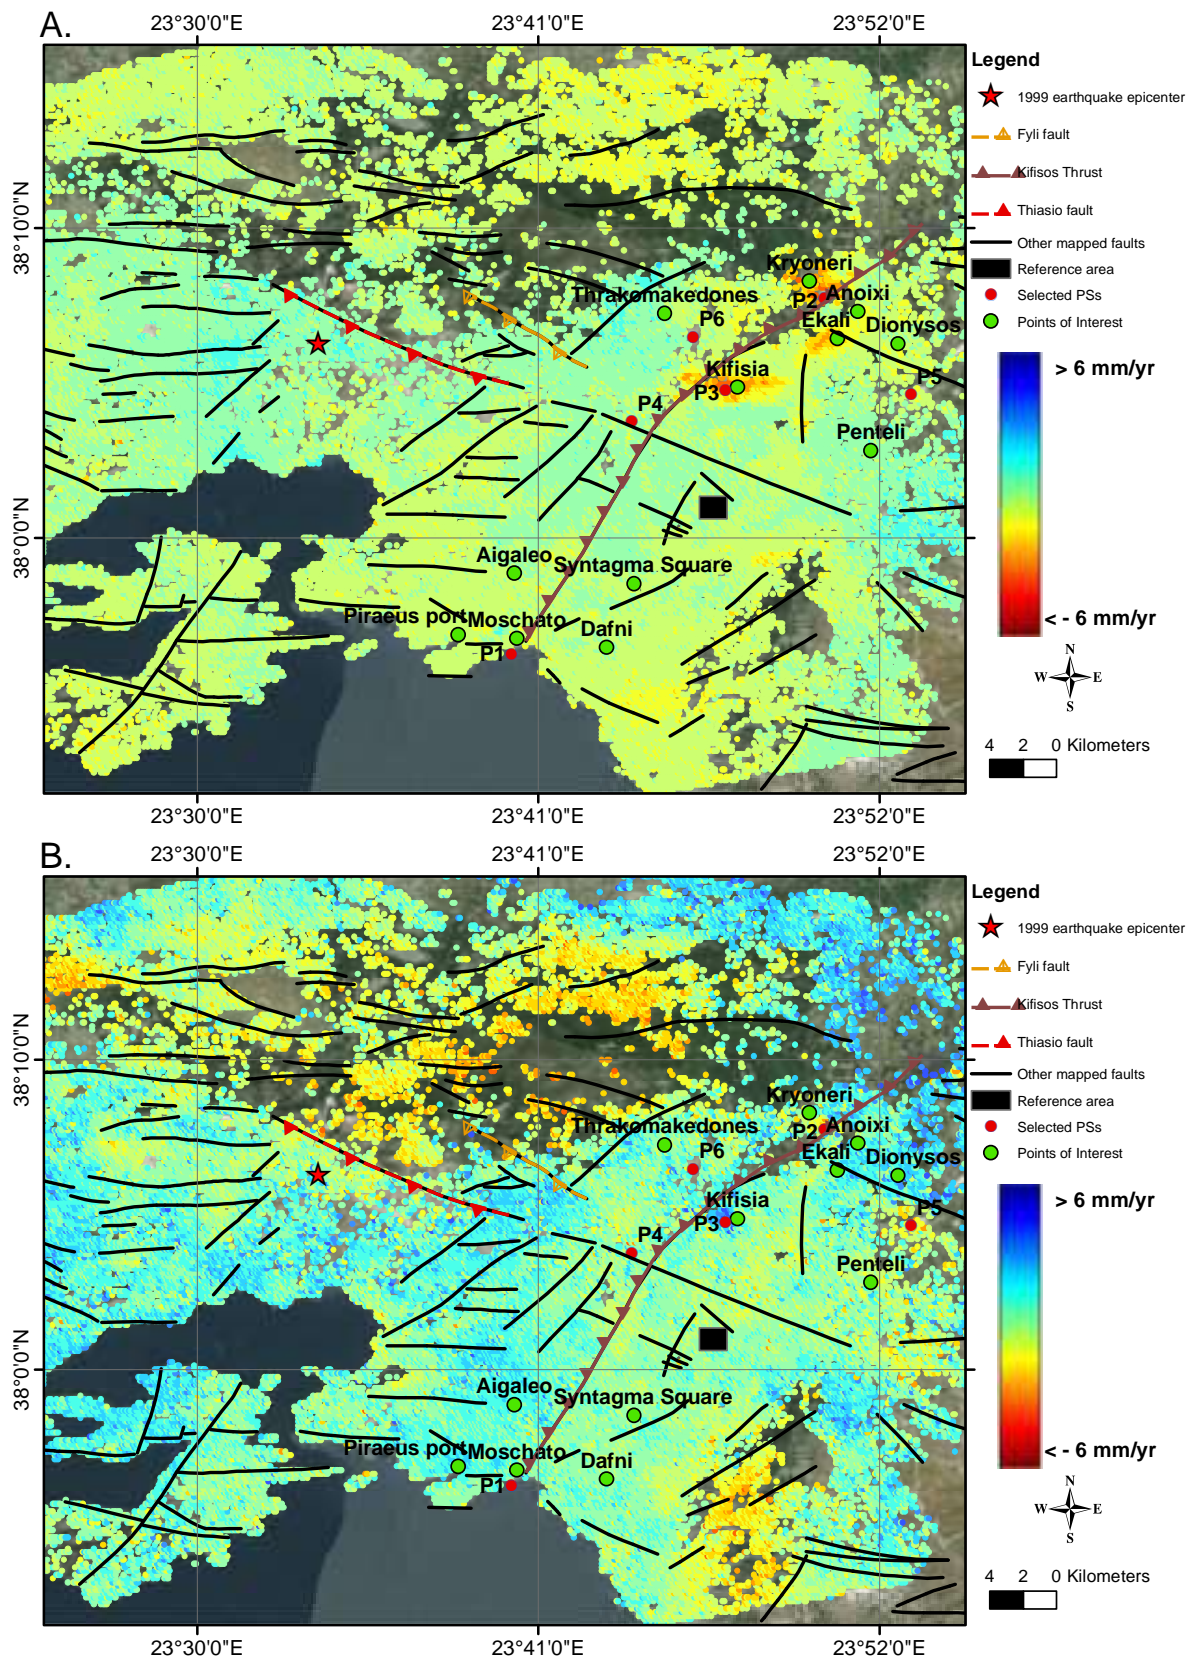 A.
23°30'0"E 23°41'0"E 23°52'0"E
38°10'0"N
38°0'0"N
Kryoneri
Thrakomakedones
P2 Anoixi
P6
Ekali
Dionysos
Kifisia
P3
P5
P4
Penteli
Aigaleo
Syntagma Square
Piraeus port
Moschato
Dafni
P1
23°30'0"E 23°41'0"E 23°52'0"E
Legend
1999 earthquake epicenter
Fyli fault
Kifisos Thrust
Thiasio fault
Other mapped faults
Reference area
Selected PSs
Points of Interest
> 6 mm/yr
< - 6 mm/yr
N
W E
S
4 2 0 Kilometers
B.
23°30'0"E 23°41'0"E 23°52'0"E
38°10'0"N
38°0'0"N
Kryoneri
Thrakomakedones
P2 Anoixi
P6
Ekali
Dionysos
Kifisia
P3
P5
P4
Penteli
Aigaleo
Syntagma Square
Piraeus port
Moschato
Dafni
P1
23°30'0"E 23°41'0"E 23°52'0"E
Legend
1999 earthquake epicenter
Fyli fault
Kifisos Thrust
Thiasio fault
Other mapped faults
Reference area
Selected PSs
Points of Interest
> 6 mm/yr
< - 6 mm/yr
N
W E
S
4 2 0 Kilometers